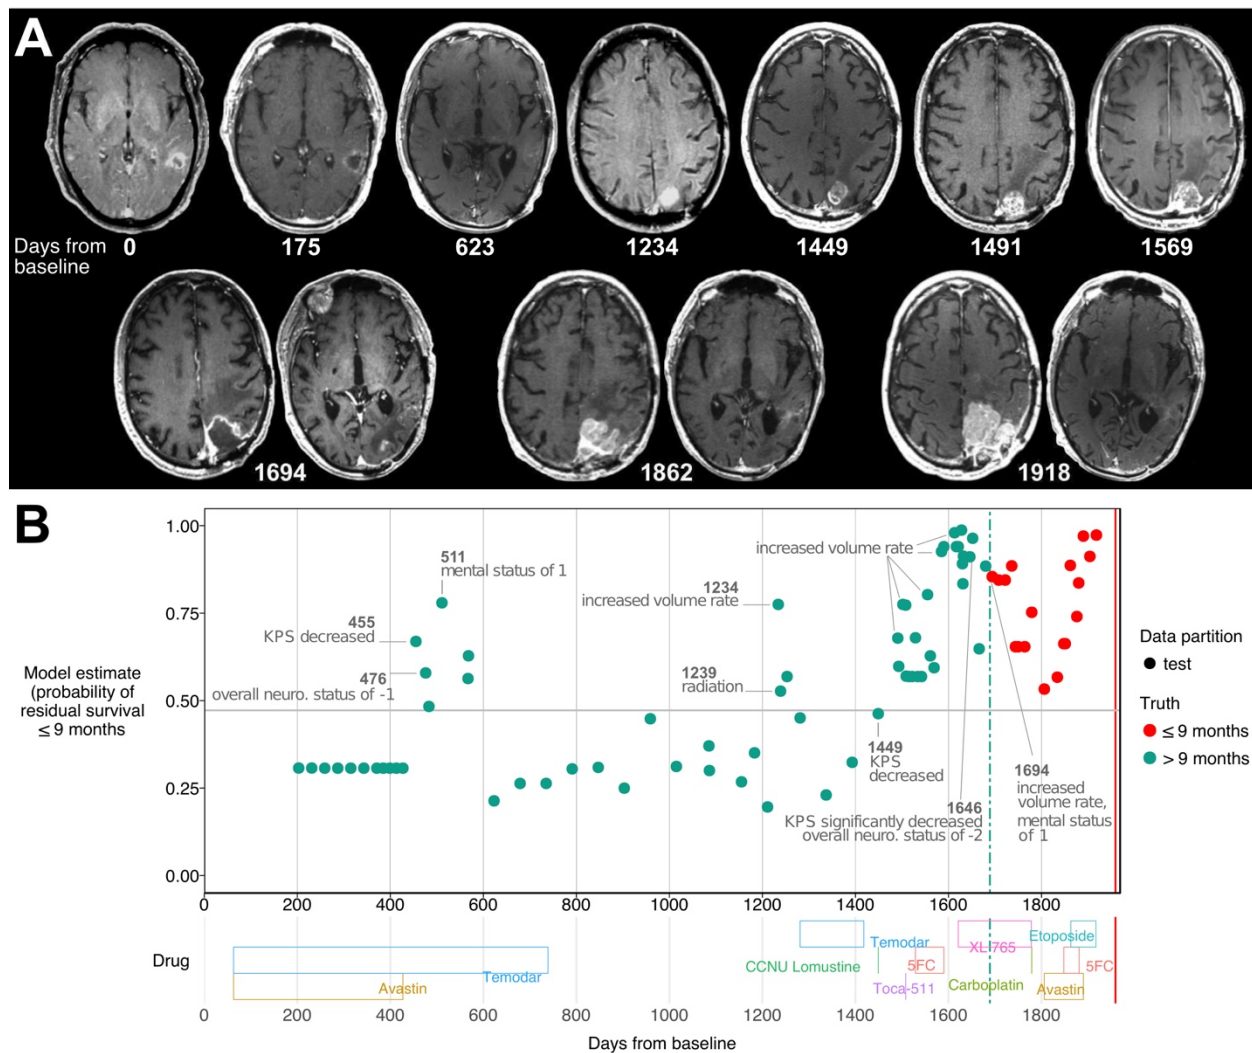 A
Days from
baseline
0
175
623
1234
1449
1491
1569
1694
1862
1918
B
Model estimate
(probability of
residual survival
≤ 9 months
1.00
0.75
0.50
0.25
0.00
511
mental status of 1
455
KPS decreased
476
overall neuro. status of -1
increased volume rate
1234
increased volume rate
1239
radiation
1449
KPS
decreased
1646
KPS significantly decreased
overall neuro. status of -2
1694
increased
volume rate,
mental status
of 1
Data partition
test
Truth
≤ 9 months
> 9 months
0 200 400 600 800 1000 1200 1400 1600 1800
Drug
Temodar
Avastin
Temodar
CCNU Lomustine
5FC
Toca-511
XL 765
Carboplatin
Etoposide
5FC
Avastin
0 200 400 600 800 1000 1200 1400 1600 1800
Days from baseline